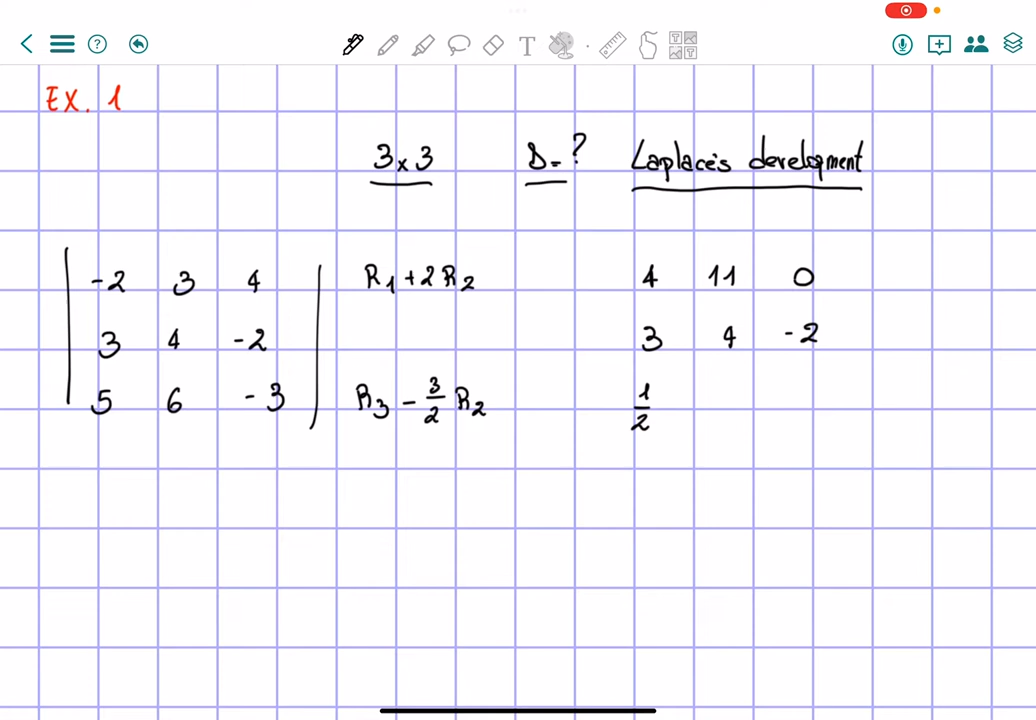 EX. 1
3x3 D=? Laplace's development
-2 3 4 R1+2R2 4 11 0
3 4 -2 3 4 -2
5 6 -3 R3 - 3/2 R2 1/2